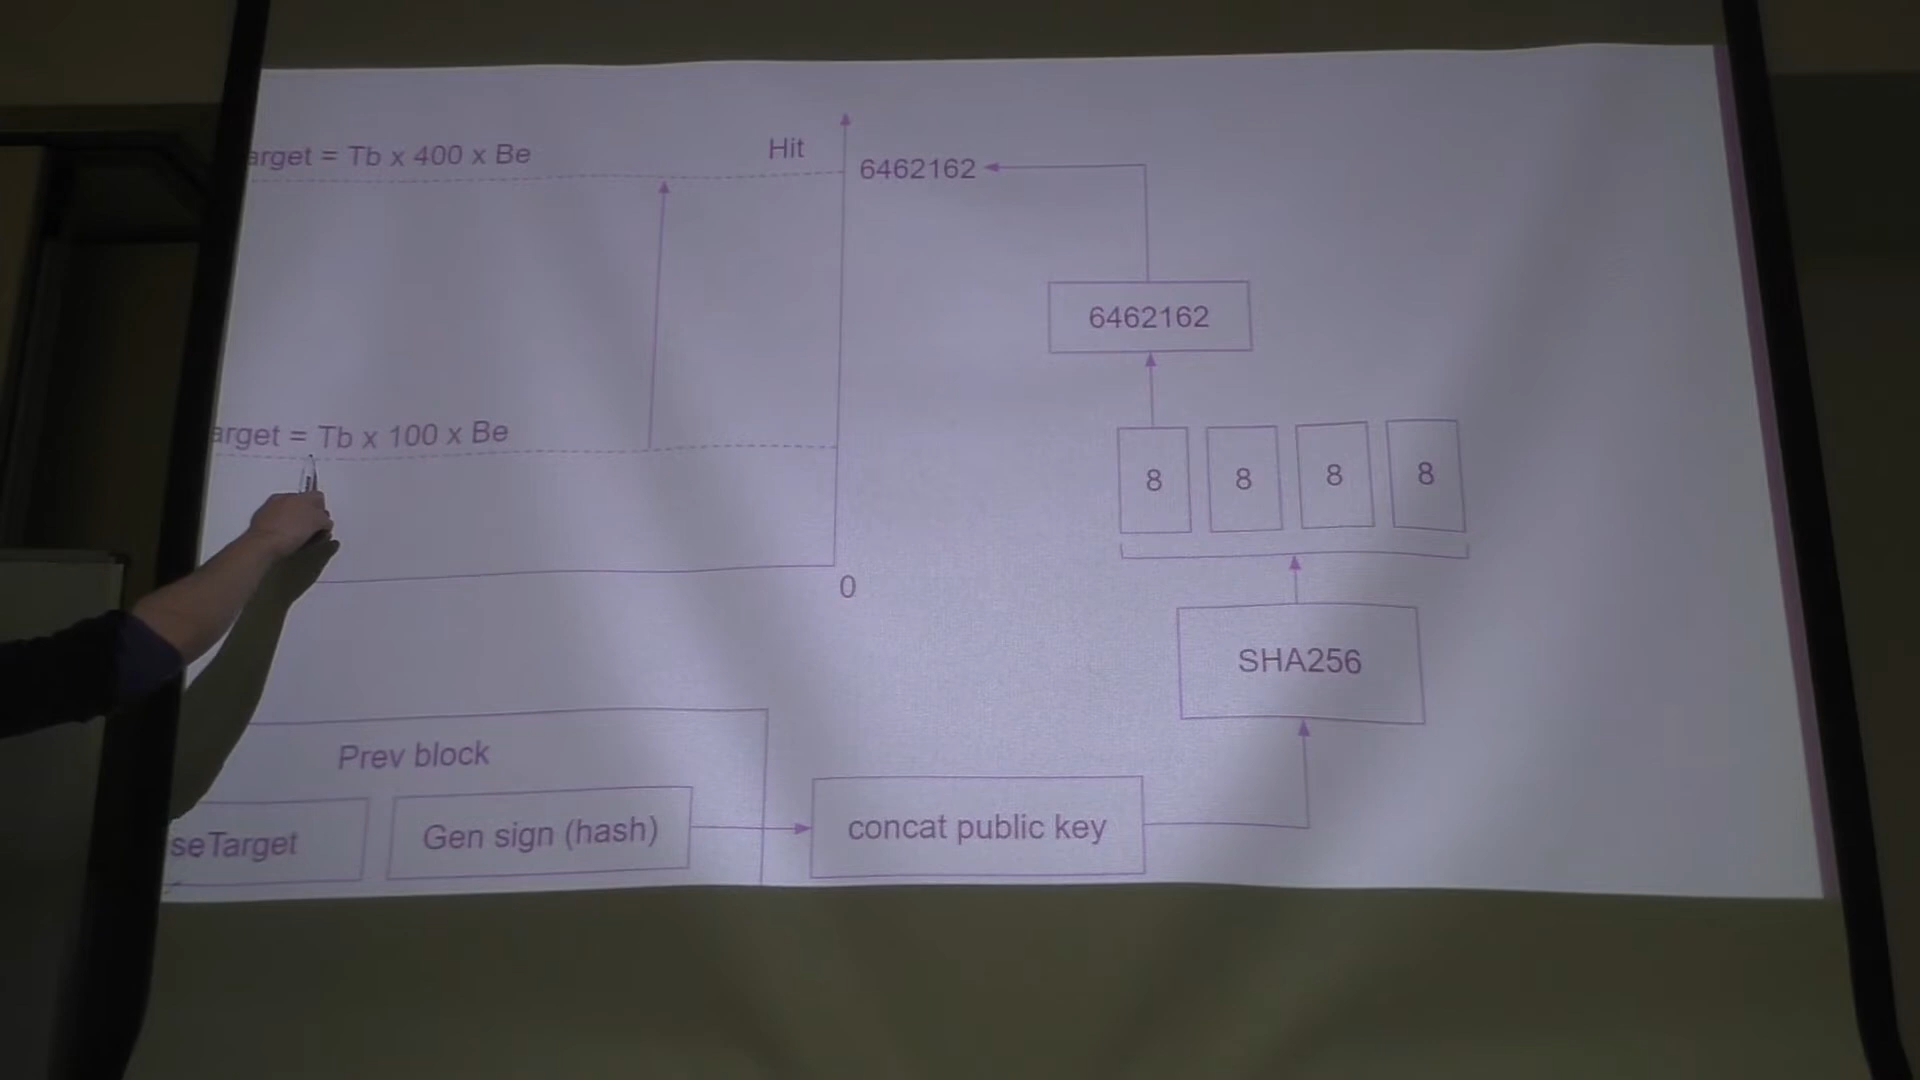 arget = Tb x 400 x Be
Hit
6462162
6462162
arget = Tb x 100 x Be
8 8 8 8
0
SHA256
Prev block
seTarget
Gen sign (hash)
concat public key